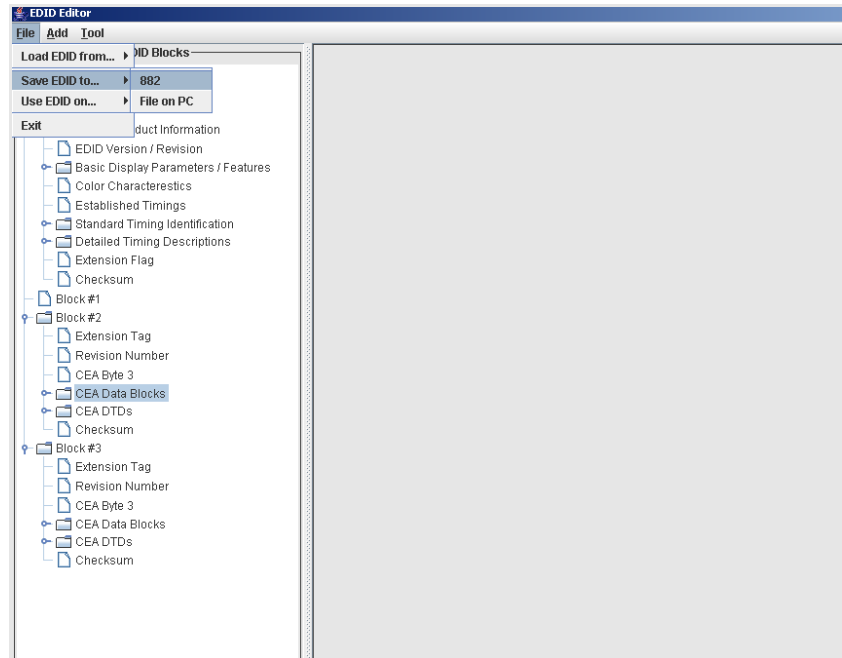 EDID Editor
File Add Tool
DID Blocks
Load EDID from...
Save EDID to... 882
Use EDID on... File on PC
Exit
duct Information
EDID Version / Revision
Basic Display Parameters / Features
Color Characterestics
Established Timings
Standard Timing Identification
Detailed Timing Descriptions
Extension Flag
Checksum
Block #1
Block #2
Extension Tag
Revision Number
CEA Byte 3
CEA Data Blocks
CEA DTDs
Checksum
Block #3
Extension Tag
Revision Number
CEA Byte 3
CEA Data Blocks
CEA DTDs
Checksum